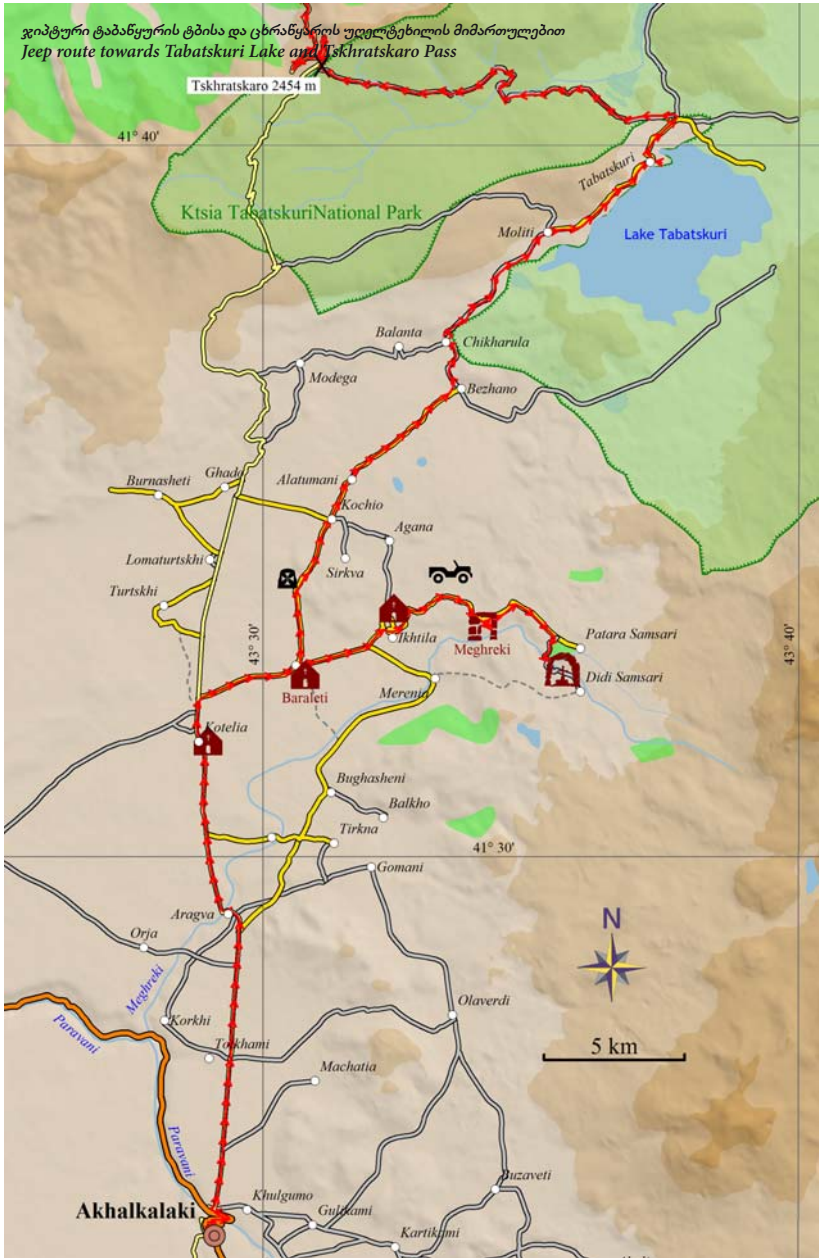 ჯიპტური ტაბაწყურის ტბისა და ცხრაწყაროს უღელტეხილის მიმართულებით
Jeep route towards Tabatskuri Lake and Tskhratskaro Pass
Tskhratskaro 2454 m
41° 40'
Tabatskuri
Ktsia TabatskuriNational Park
Moliti
Lake Tabatskuri
Balanta
Chikharula
Modega
Bezhano
Ghado
Burnasheti
Alatumani
Kochio
Agana
Lomaturtskhi
Sirkva
Turtskhi
43° 30'
Ikhtila
Meghreki
Patara Samsari
43° 40'
Baraleti
Merenia
Didi Samsari
Kotelia
Bughasheni
Balkho
Tirkna
41° 30'
Gomani
Aragva
Orja
N
Meghreki
Olaverdi
Paravani
Korkhi
5 km
Machatia
Paravani
Buzaveti
Akhalkalaki
Khulgumo
Gulikami
Kartikami